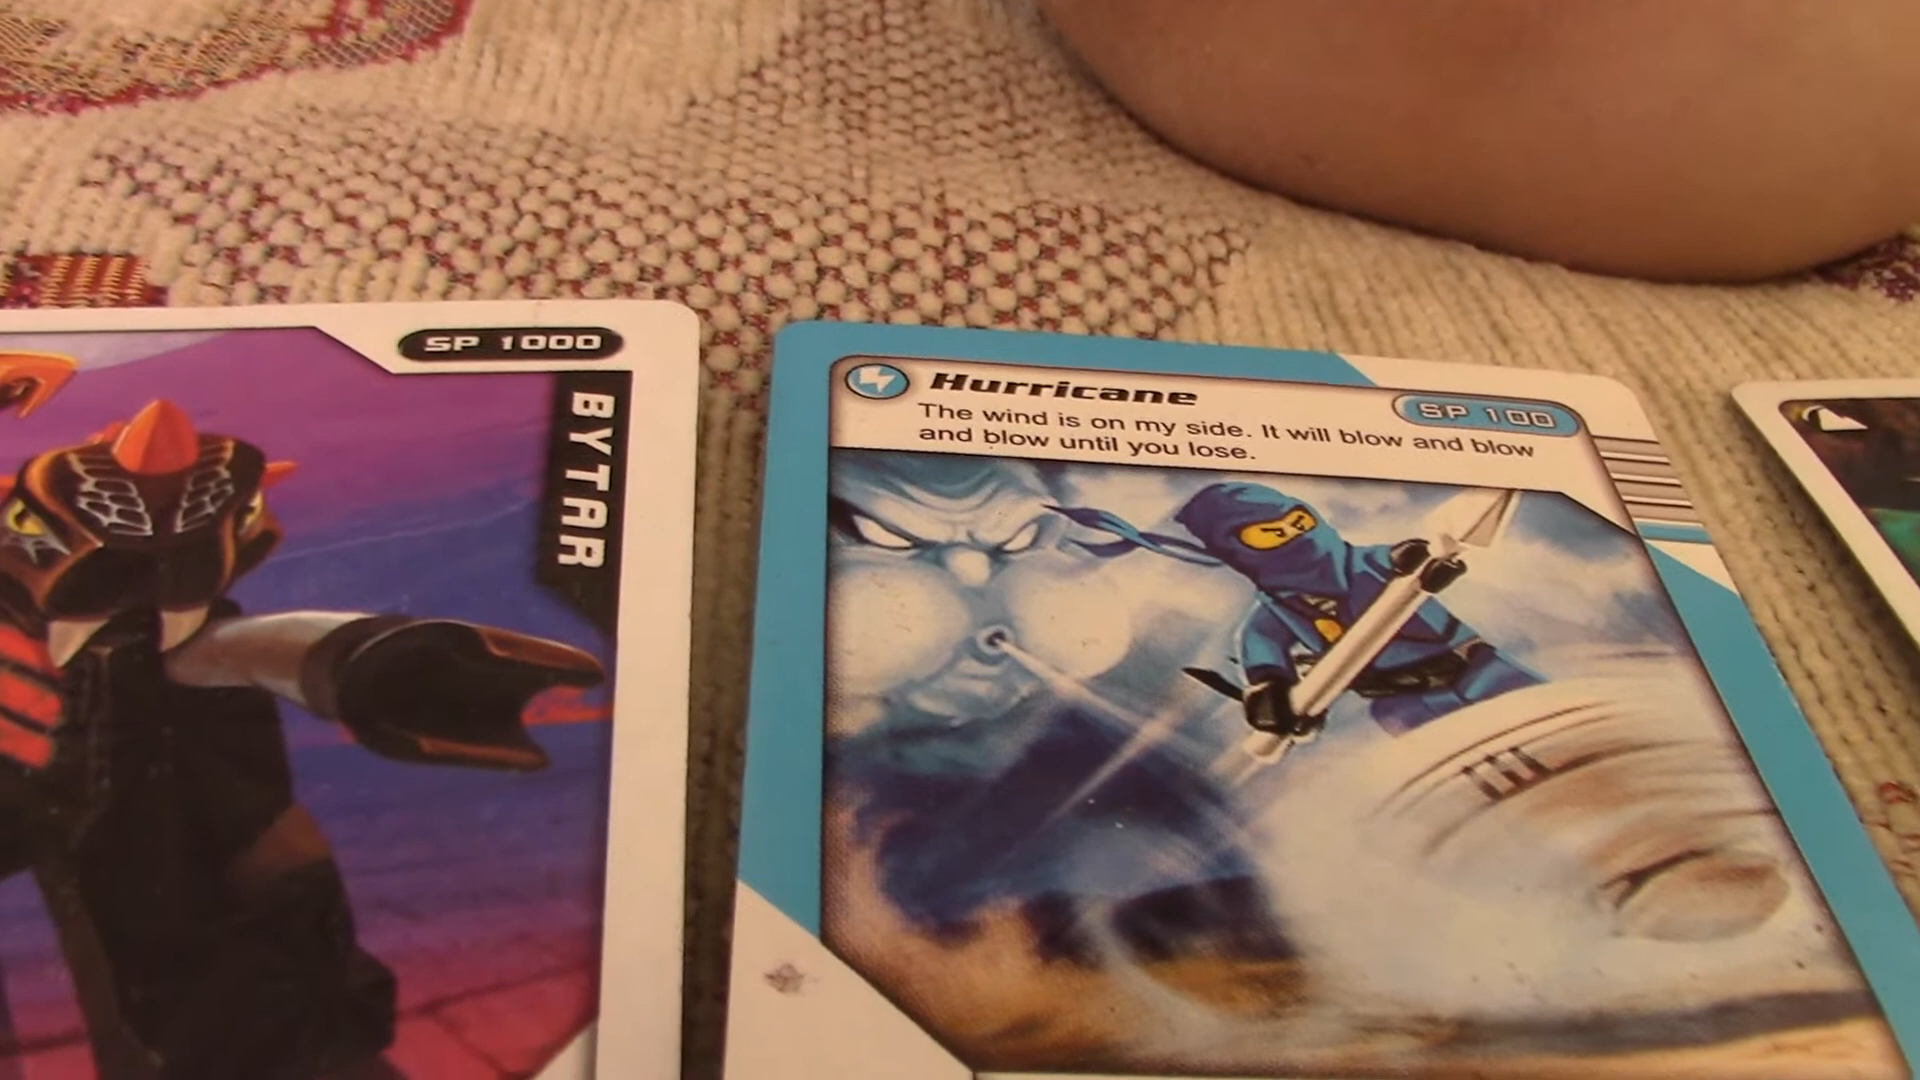 SP 1000
BYTAR
Hurricane
SP 100
The wind is on my side. It will blow and blow
and blow until you lose.